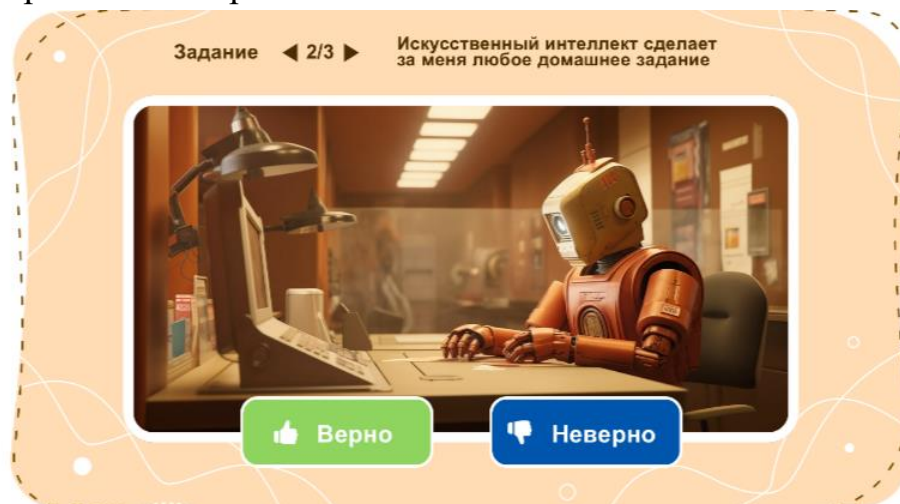 Задание 2/3 Искусственный интеллект сделает
за меня любое домашнее задание
Верно Неверно